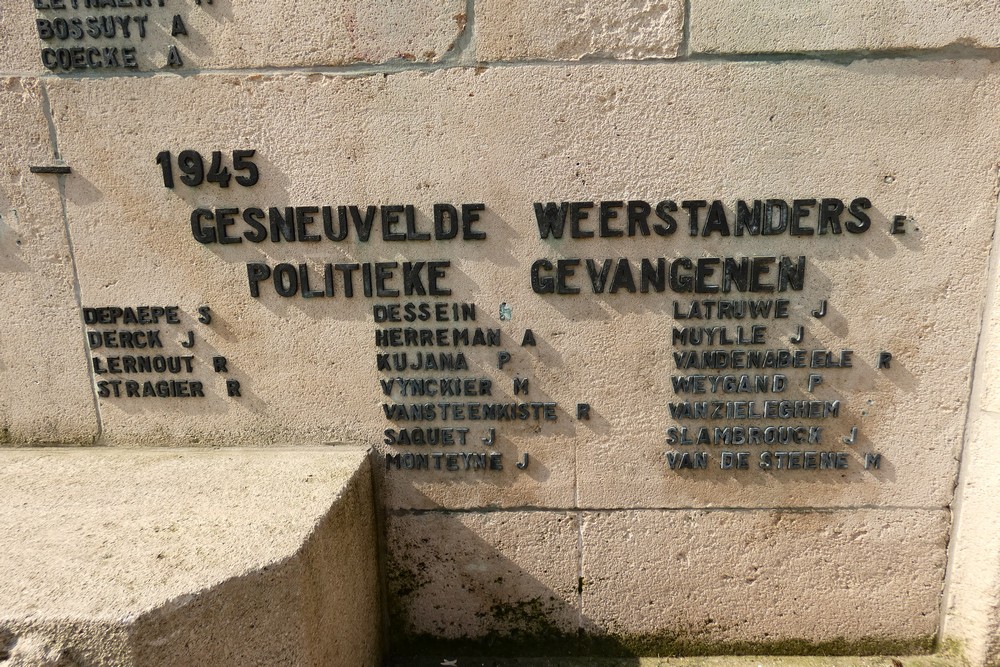 BOSSUYT A
COECKE A
– 1945
GESNEUVELDE WEERSTANDERS E
POLITIEKE GEVANGENEN
DEPAEPE S
DERCK J
LERNOUT R
STRAGIER R
DESSEIN
HERREMAN A
KUJANA P
VYNCKIER M
VANSTEENKISTE R
SAQUET J
MONTEYNE J
LATRUWE J
MUYLLE J
VANDENABEELE R
WEYGAND P
VANZIELEGHEM
SLAMBROUCK J
VAN DE STEENE M